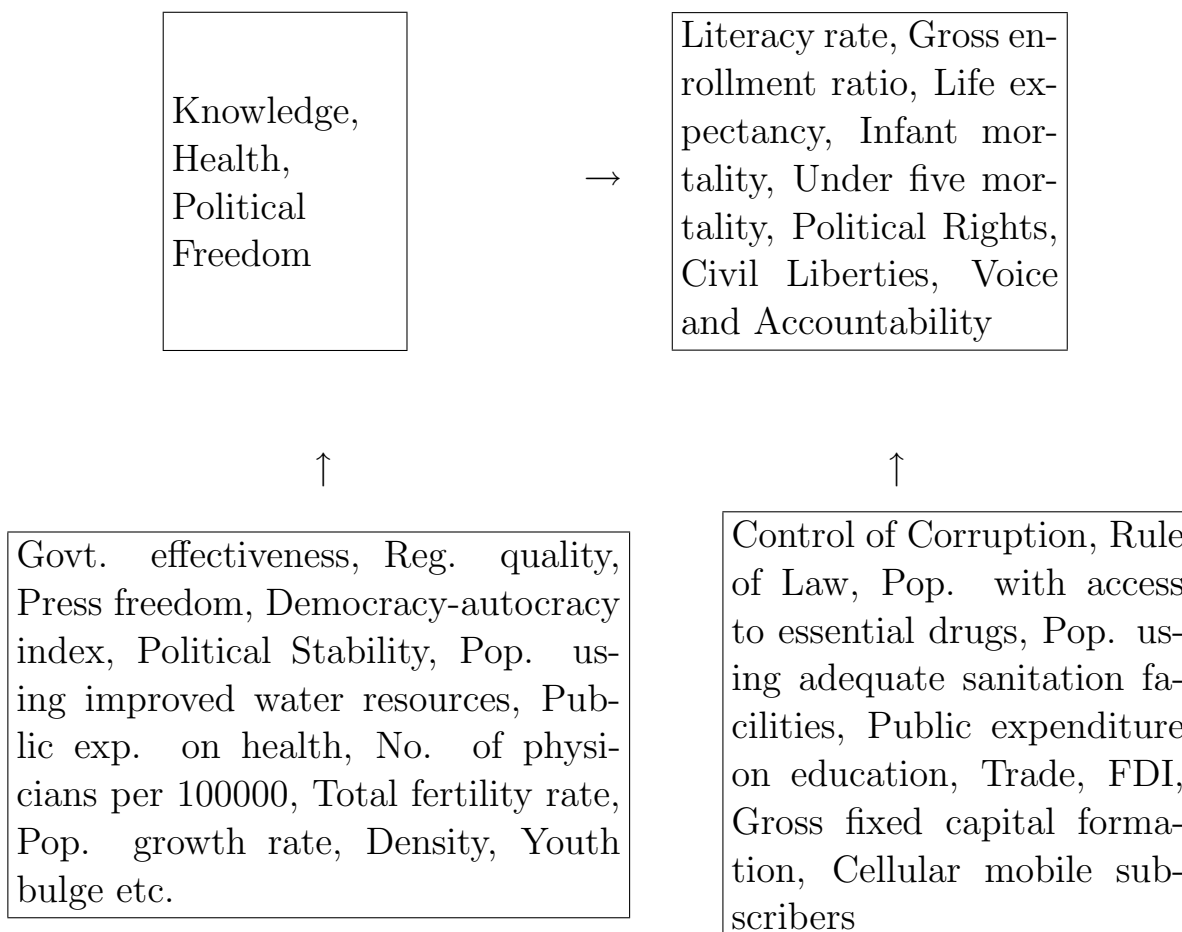 Knowledge,
Health,
Political
Freedom
→
Literacy rate, Gross en-
rollment ratio, Life ex-
pectancy, Infant mor-
tality, Under five mor-
tality, Political Rights,
Civil Liberties, Voice
and Accountability
↑
↑
Govt. effectiveness, Reg. quality,
Press freedom, Democracy-autocracy
index, Political Stability, Pop. us-
ing improved water resources, Pub-
lic exp. on health, No. of physi-
cians per 100000, Total fertility rate,
Pop. growth rate, Density, Youth
bulge etc.
Control of Corruption, Rule
of Law, Pop. with access
to essential drugs, Pop. us-
ing adequate sanitation fa-
cilities, Public expenditure
on education, Trade, FDI,
Gross fixed capital forma-
tion, Cellular mobile sub-
scribers